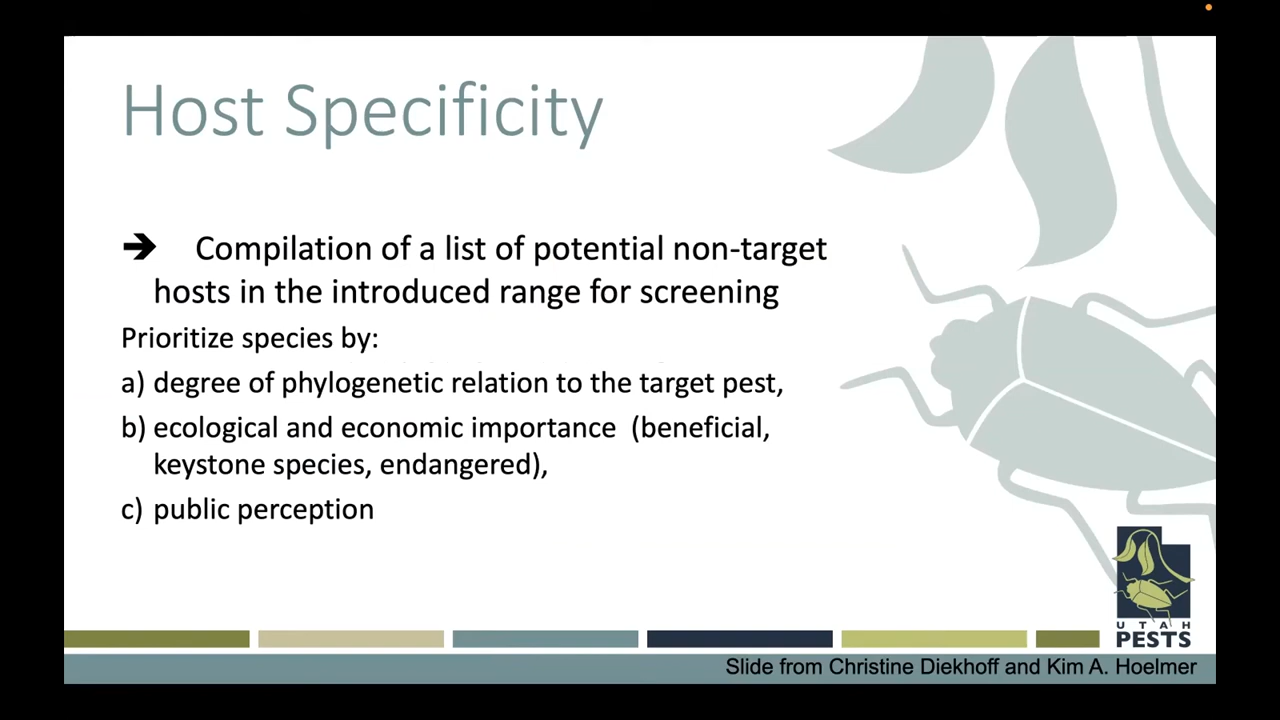 Host Specificity
➔ Compilation of a list of potential non-target
hosts in the introduced range for screening
Prioritize species by:
a) degree of phylogenetic relation to the target pest,
b) ecological and economic importance (beneficial,
keystone species, endangered),
c) public perception
UTAH
PESTS
Slide from Christine Diekhoff and Kim A. Hoelmer